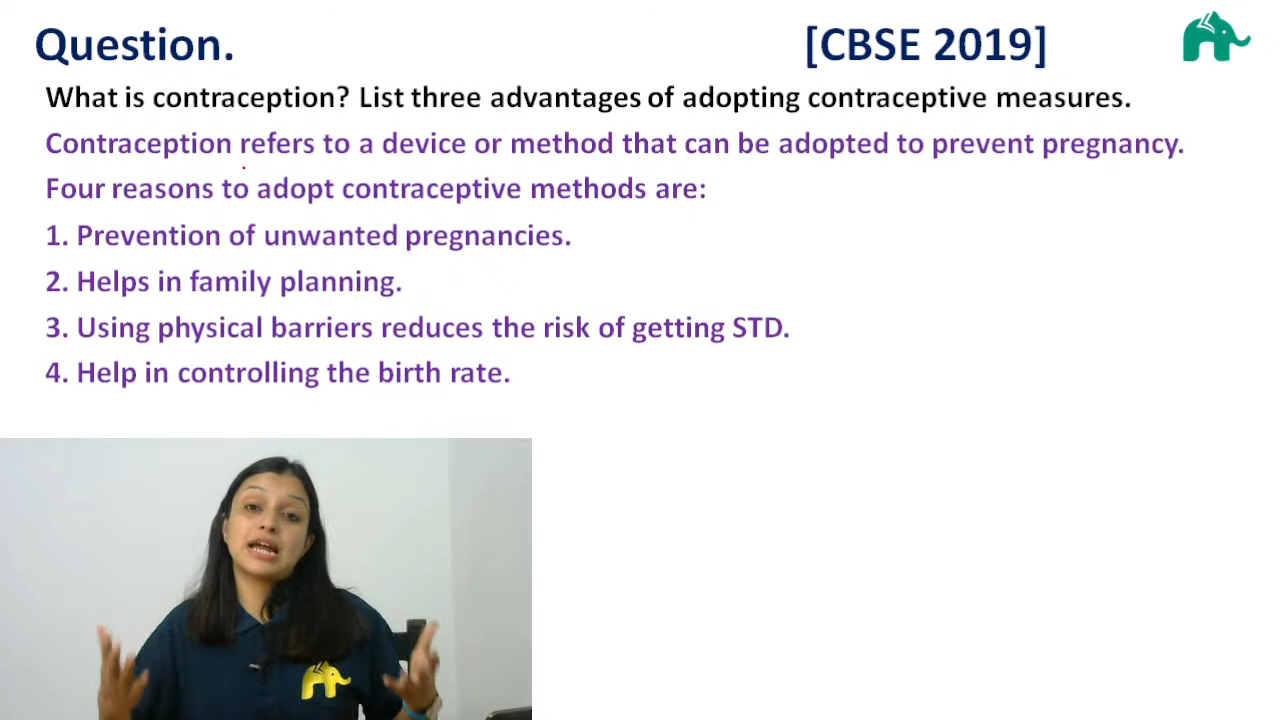 Question.
[CBSE 2019]
What is contraception? List three advantages of adopting contraceptive measures.
Contraception refers to a device or method that can be adopted to prevent pregnancy.
Four reasons to adopt contraceptive methods are:
1. Prevention of unwanted pregnancies.
2. Helps in family planning.
3. Using physical barriers reduces the risk of getting STD.
4. Help in controlling the birth rate.